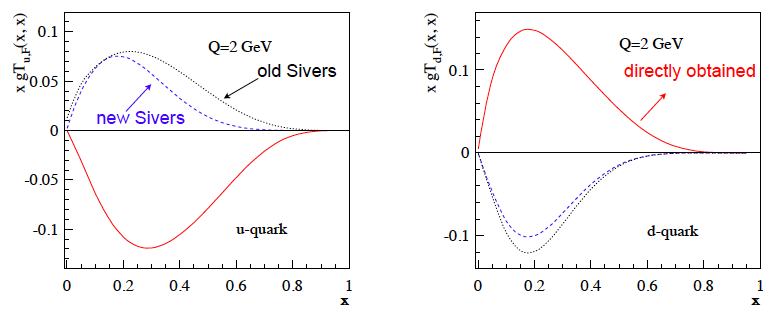 x gT_{u,F}(x, x)
0.1
0.05
0
-0.05
-0.1
Q=2 GeV
old Sivers
new Sivers
u-quark
0 0.2 0.4 0.6 0.8 1
x
x gT_{d,F}(x, x)
0.1
0
-0.1
Q=2 GeV
directly obtained
d-quark
0 0.2 0.4 0.6 0.8 1
x